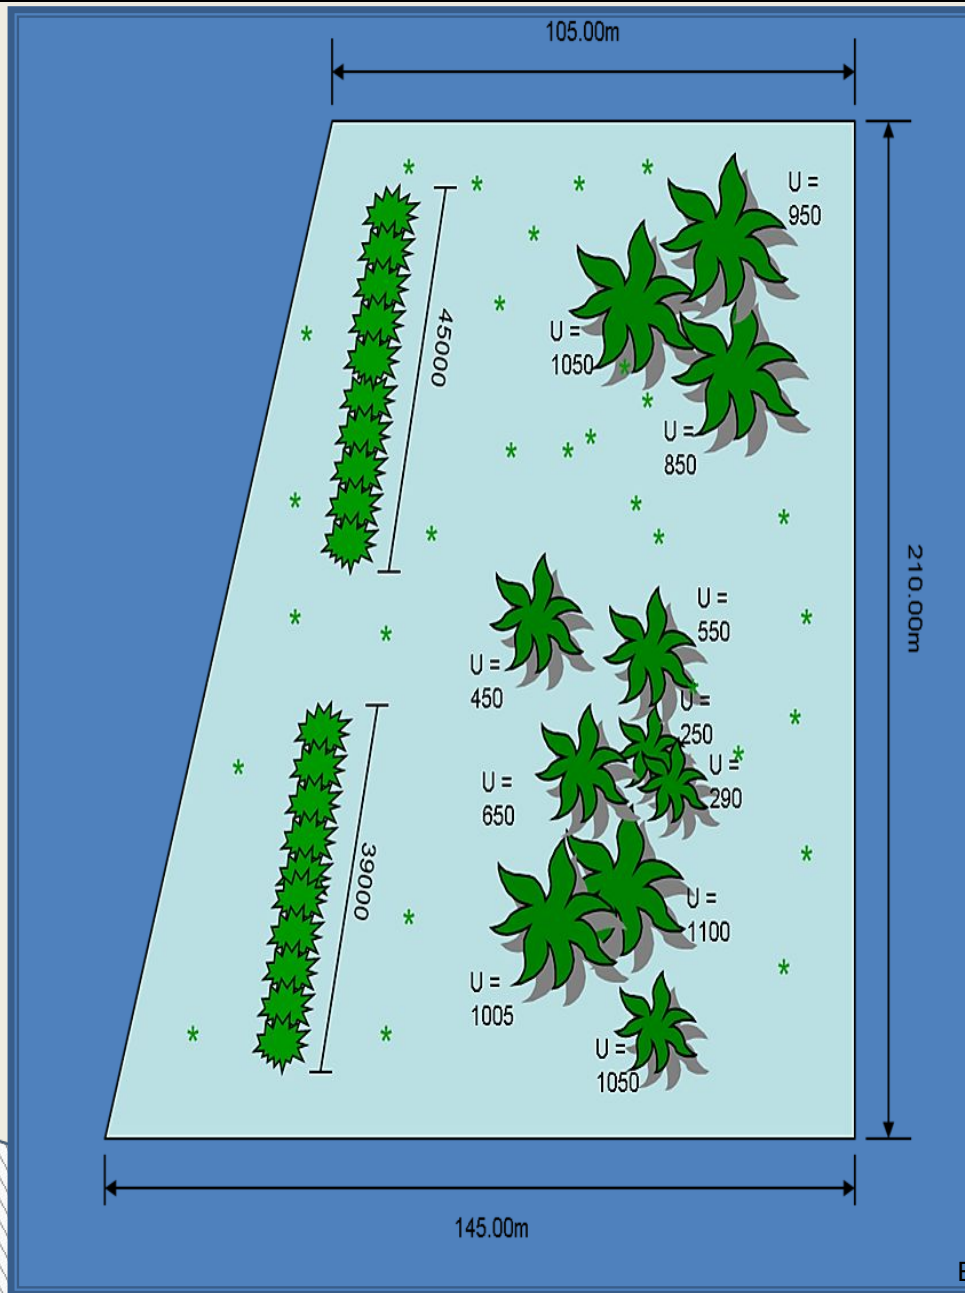 105.00m
U =
950
45000
U =
1050
U =
850
210.00m
U =
550
U =
450
U =
250
U =
290
U =
650
39000
U =
1100
U =
1005
U =
1050
145.00m
E